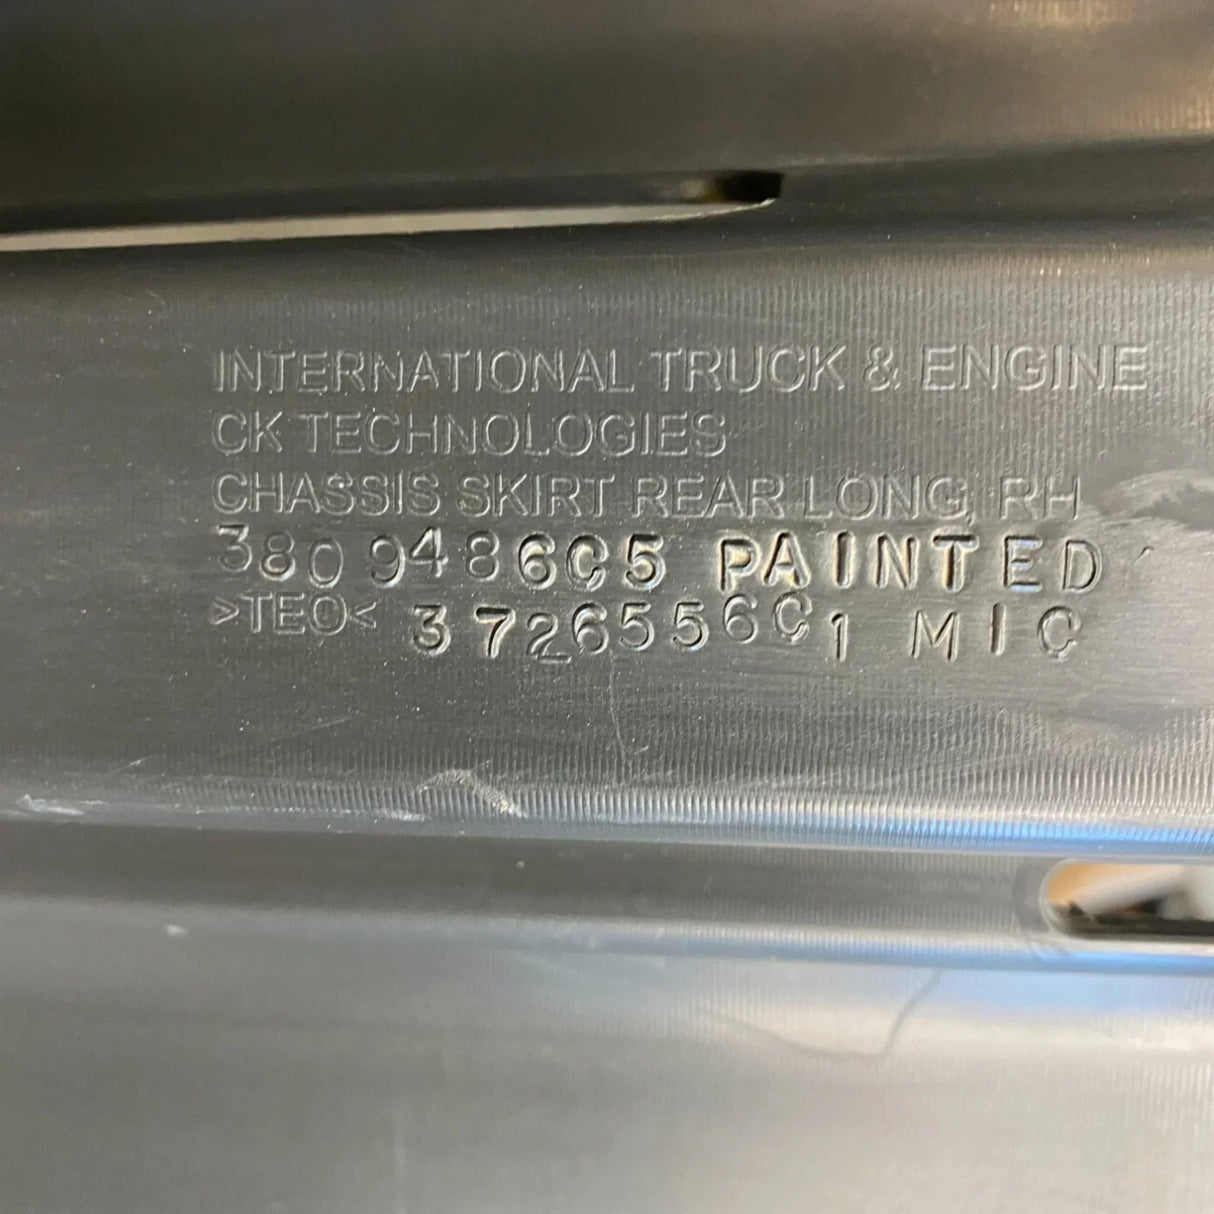 INTERNATIONAL TRUCK & ENGINE
CK TECHNOLOGIES
CHASSIS SKIRT REAR LONG, RH
3809486C5 PAINTED
>TEO< 3726556C1 MIC